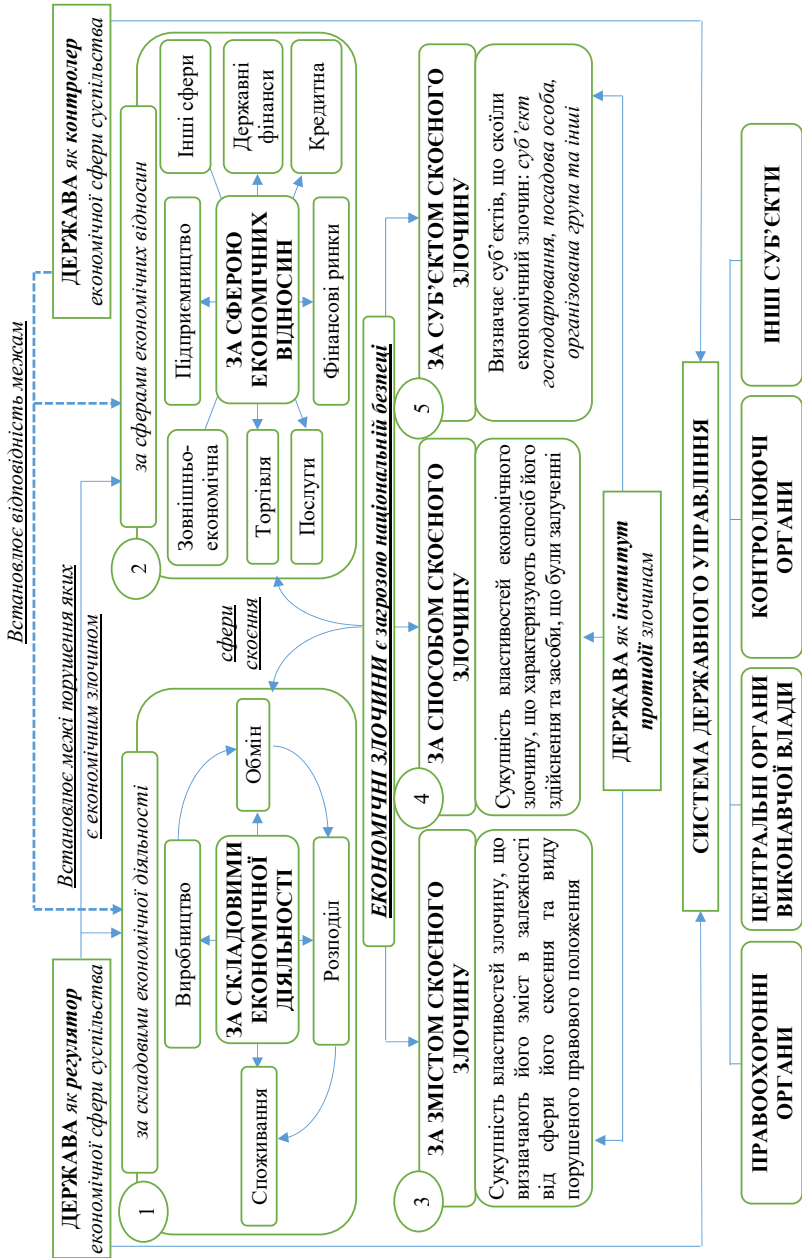 ДЕРЖАВА як регулятор
економічної сфери суспільства
Встановлює відповідність межам
Встановлює межі порушення яких
є економічним злочином
ДЕРЖАВА як контролер
економічної сфери суспільства
1
за складовими економічної діяльності
Виробництво
Обмін
Споживання
ЗА СКЛАДОВИМИ
ЕКОНОМІЧНОЇ
ДІЯЛЬНОСТІ
Розподіл
сфери
скоєння
2
за сферами економічних відносин
Зовнішньо-
економічна
Підприємництво
Інші сфери
Торгівля
ЗА СФЕРОЮ
ЕКОНОМІЧНИХ
ВІДНОСИН
Державні
фінанси
Послуги
Фінансові ринки
Кредитна
ЕКОНОМІЧНІ ЗЛОЧИНИ є загрозою національній безпеці
3
ЗА ЗМІСТОМ СКОЄНОГО
ЗЛОЧИНУ
Сукупність властивостей злочину, що
визначають його зміст в залежності
від сфери його скоєння та виду
порушеного правового положення
4
ЗА СПОСОБОМ СКОЄНОГО
ЗЛОЧИНУ
Сукупність властивостей економічного
злочину, що характеризують спосіб його
здійснення та засоби, що були залученні
5
ЗА СУБ’ЄКТОМ СКОЄНОГО
ЗЛОЧИНУ
Визначає суб’єктів, що скоїли
економічний злочин: суб’єкт
господарювання, посадова особа,
організована група та інші
ДЕРЖАВА як інститут
протидії злочинам
СИСТЕМА ДЕРЖАВНОГО УПРАВЛІННЯ
ПРАВООХОРОННІ
ОРГАНИ
ЦЕНТРАЛЬНІ ОРГАНИ
ВИКОНАВЧОЇ ВЛАДИ
КОНТРОЛЮЮЧІ
ОРГАНИ
ІНШІ СУБ’ЄКТИ